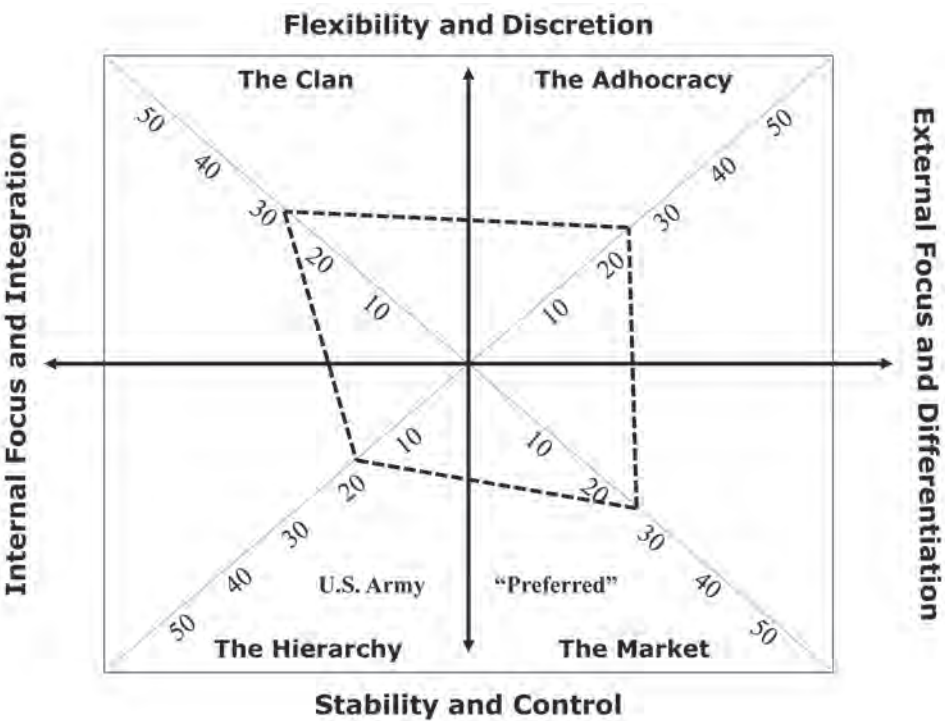 Flexibility and Discretion
The Clan
The Adhocracy
50
40
30
20
10
50
40
30
20
10
Internal Focus and Integration
External Focus and Differentiation
10
20
30
40
50
10
20
30
40
50
U.S. Army
“Preferred”
The Hierarchy
The Market
Stability and Control